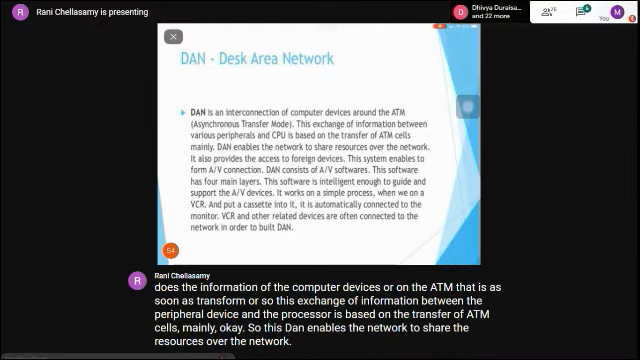 R Rani Chellasamy is presenting
D Dhivya Duraisa...
and 22 more
You
M
DAN - Desk Area Network
DAN is an interconnection of computer devices around the ATM
(Asynchronous Transfer Mode). This exchange of information between
various peripherals and CPU is based on the transfer of ATM cells
mainly. DAN enables the network to share resources over the network.
It also provides the access to foreign devices. This system enables to
form A/V connection. DAN consists of A/V softwares. This software
has four main layers. This software is intelligent enough to guide and
support the A/V devices. It works on a simple process, when we on a
VCR. And put a cassette into it, it is automatically connected to the
monitor. VCR and other related devices are often connected to the
network in order to built DAN.
54
R Rani Chellasamy
does the information of the computer devices or on the ATM that is as
soon as transform or so this exchange of information between the
peripheral device and the processor is based on the transfer of ATM
cells, mainly, okay. So this Dan enables the network to share the
resources over the network.